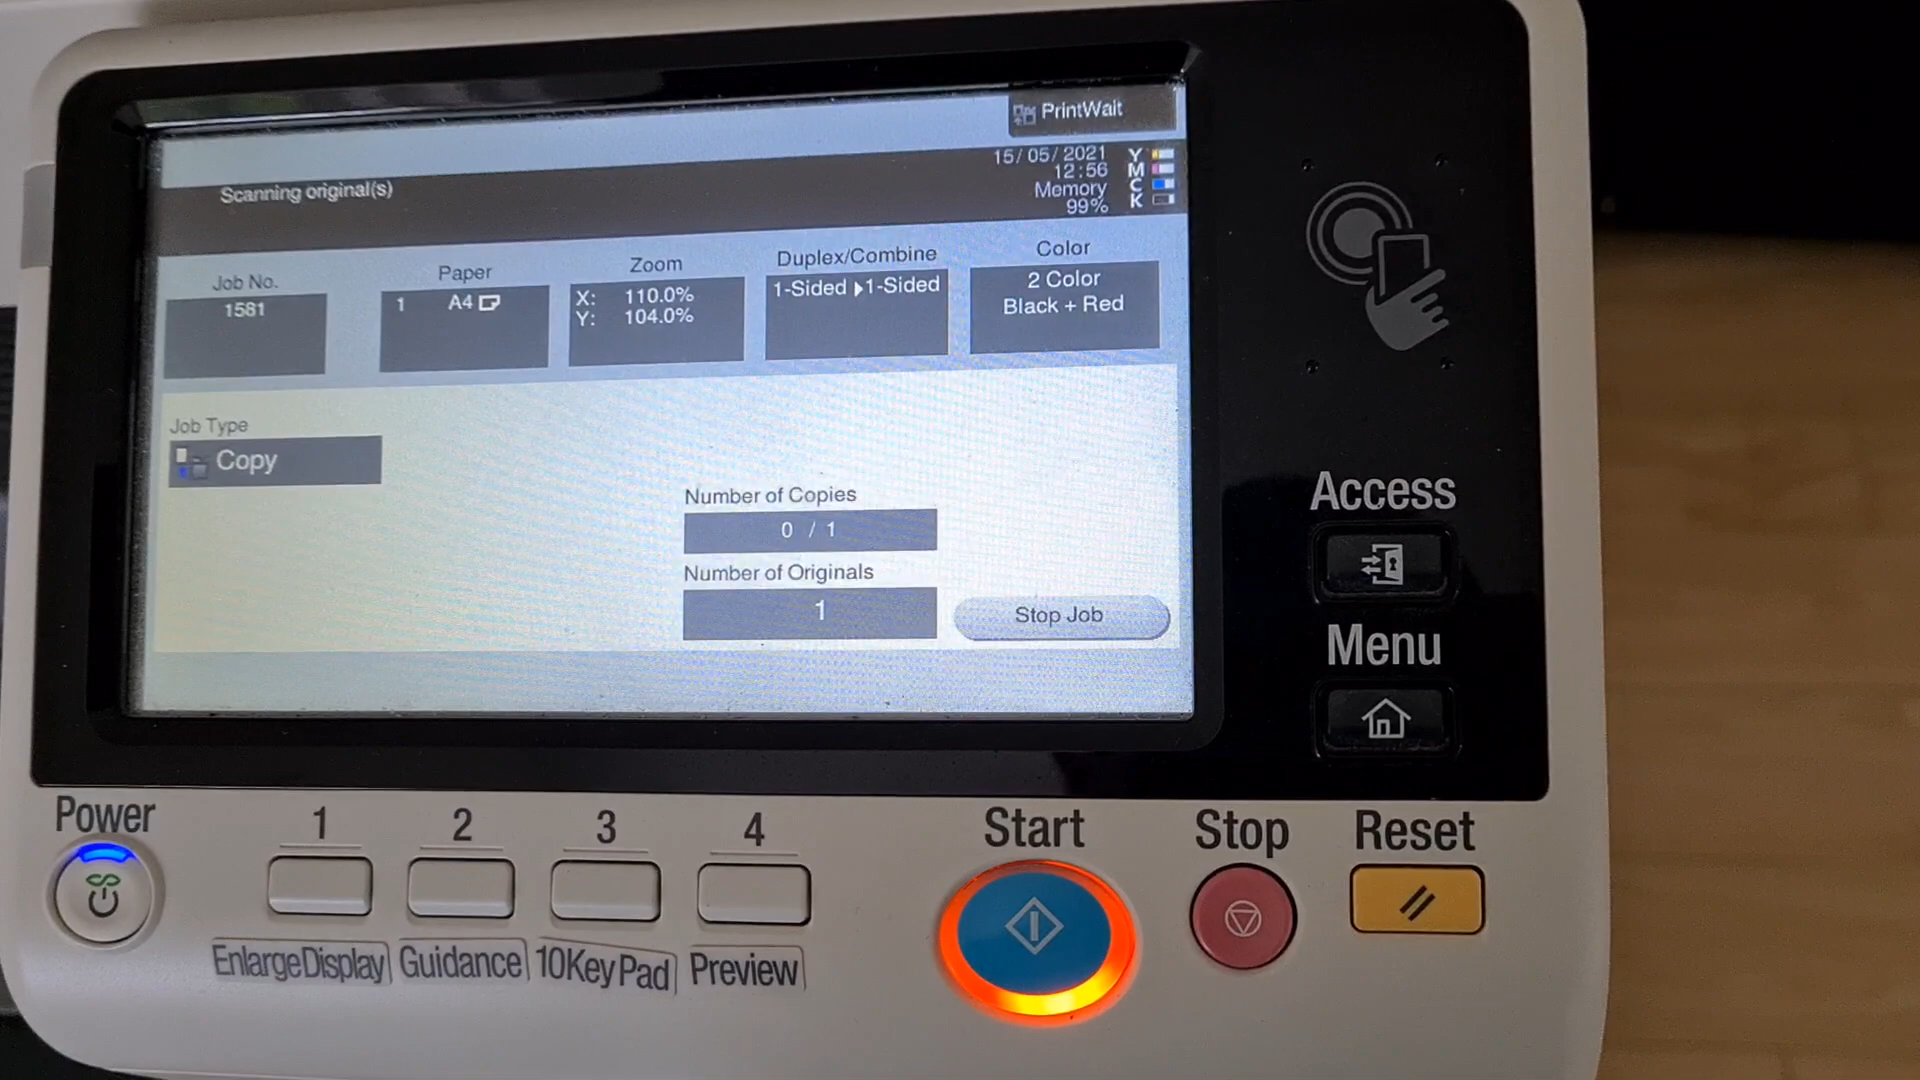 PrintWait
Scanning original(s)
15/05/2021
12:56
Memory
99%
Y
M
C
K
Job No.
1581
Paper
1 A4
Zoom
X: 110.0%
Y: 104.0%
Duplex/Combine
1-Sided ▶1-Sided
Color
2 Color
Black + Red
Job Type
Copy
Number of Copies
0 / 1
Number of Originals
1
Stop Job
Access
Menu
Power
1
2
3
4
Start
Stop
Reset
EnlargeDisplay
Guidance
10KeyPad
Preview